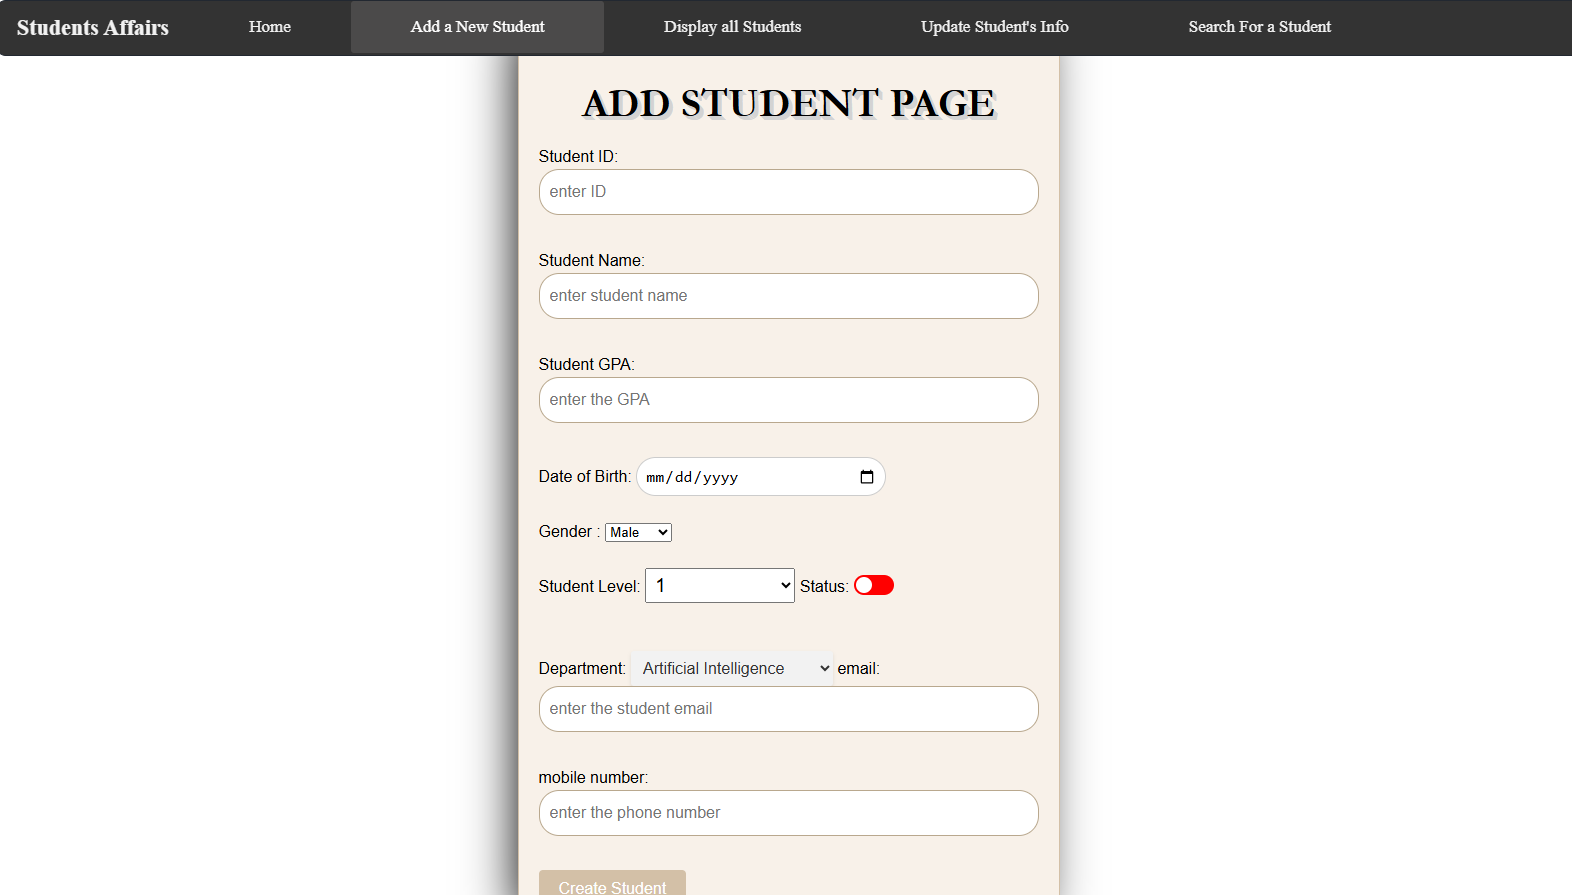 Students Affairs Home Add a New Student Display all Students Update Student's Info Search For a Student
ADD STUDENT PAGE
Student ID:
enter ID
Student Name:
enter student name
Student GPA:
enter the GPA
Date of Birth: mm/dd/yyyy
Gender : Male
Student Level: 1 Status:
Department: Artificial Intelligence email:
enter the student email
mobile number:
enter the phone number
Create Student